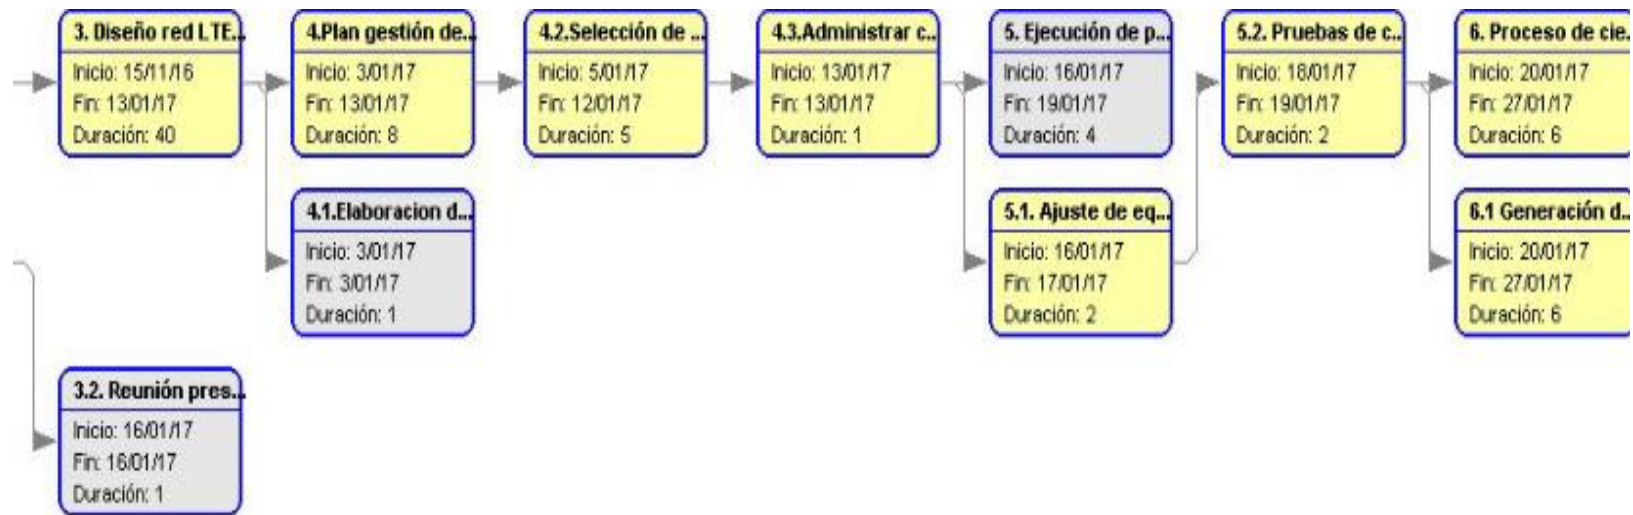 3. Diseño red LTE...
Inicio: 15/11/16
Fin: 13/01/17
Duración: 40
4.Plan gestión de...
Inicio: 3/01/17
Fin: 13/01/17
Duración: 8
4.2.Selección de ...
Inicio: 5/01/17
Fin: 12/01/17
Duración: 5
4.3.Administrar c...
Inicio: 13/01/17
Fin: 13/01/17
Duración: 1
5. Ejecución de p...
Inicio: 16/01/17
Fin: 19/01/17
Duración: 4
5.2. Pruebas de c...
Inicio: 18/01/17
Fin: 19/01/17
Duración: 2
6. Proceso de cie.
Inicio: 20/01/17
Fin: 27/01/17
Duración: 6
4.1.Elaboracion d...
Inicio: 3/01/17
Fin: 3/01/17
Duración: 1
5.1. Ajuste de eq...
Inicio: 16/01/17
Fin: 17/01/17
Duración: 2
6.1 Generación d..
Inicio: 20/01/17
Fin: 27/01/17
Duración: 6
3.2. Reunión pres...
Inicio: 16/01/17
Fin: 16/01/17
Duración: 1